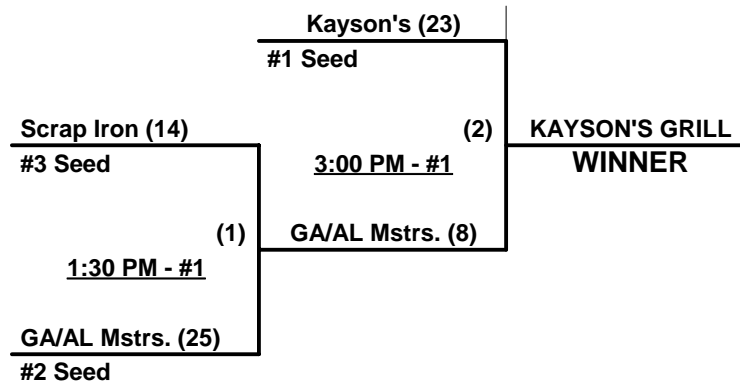 Kayson's (23)
#1 Seed
Scrap Iron (14)
(2)
KAYSON'S GRILL
#3 Seed
3:00 PM - #1
WINNER
(1)
GA/AL Mstrs. (8)
1:30 PM - #1
GA/AL Mstrs. (25)
#2 Seed